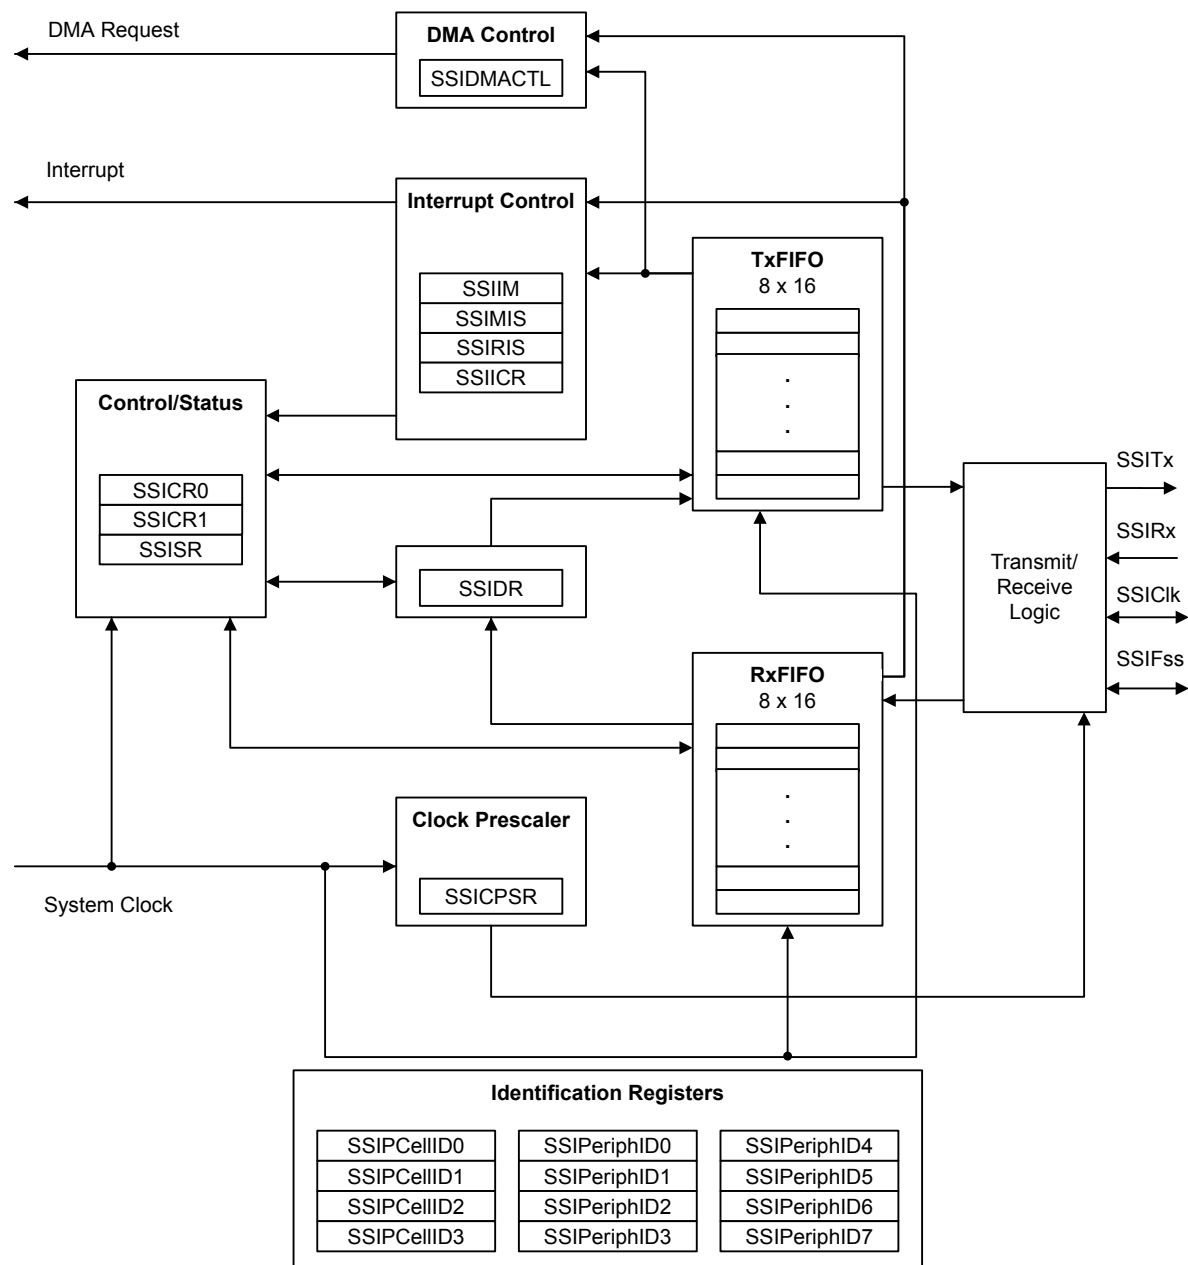 DMA Request
DMA Control
SSIDMACTL
Interrupt
Interrupt Control
SSIIM
SSIMIS
SSIRIS
SSIICR
TxFIFO
8 x 16
.
.
.
Control/Status
SSICR0
SSICR1
SSISR
SSIDR
Transmit/
Receive
Logic
SSITx
SSIRx
SSIClk
SSIFss
RxFIFO
8 x 16
.
.
.
Clock Prescaler
SSICPSR
System Clock
Identification Registers
SSIPCellID0
SSIPCellID1
SSIPCellID2
SSIPCellID3
SSIPeriphID0
SSIPeriphID1
SSIPeriphID2
SSIPeriphID3
SSIPeriphID4
SSIPeriphID5
SSIPeriphID6
SSIPeriphID7